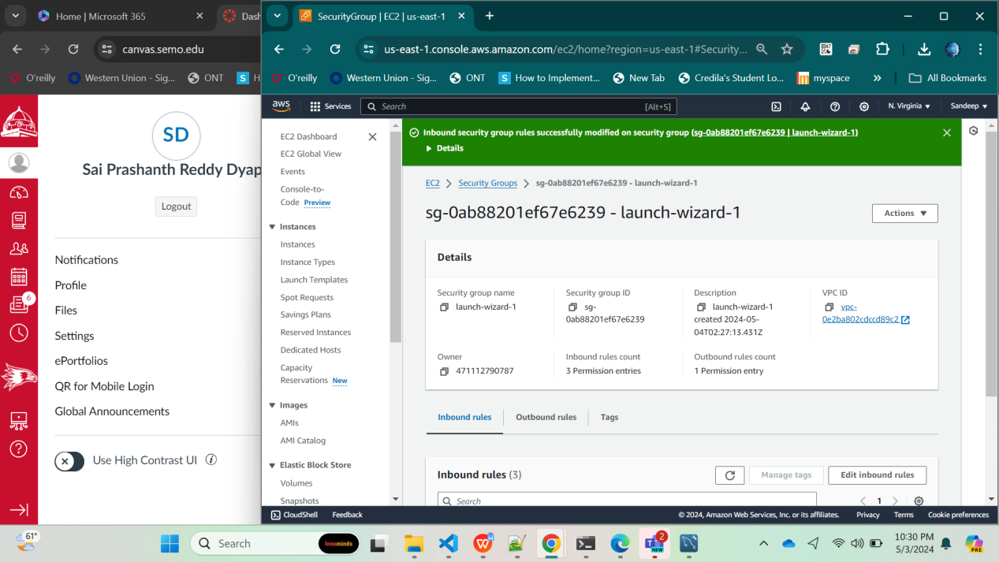 Home | Microsoft 365
Dash
canvas.semo.edu
O'reilly
Western Union - Sig...
ONT
S H
SD
Sai Prashanth Reddy Dyap
Logout
Notifications
Profile
Files
Settings
ePortfolios
QR for Mobile Login
Global Announcements
Use High Contrast UI
6
SecurityGroup | EC2 | us-east-1
us-east-1.console.aws.amazon.com/ec2/home?region=us-east-1#Security...
O'reilly
Western Union - Sig...
ONT
S How to Implement...
New Tab
Credila's Student Lo...
m myspace
»
All Bookmarks
aws
Services
Search
[Alt+S]
N. Virginia
Sandeep
EC2 Dashboard
EC2 Global View
Events
Console-to-
Code Preview
Instances
Instances
Instance Types
Launch Templates
Spot Requests
Savings Plans
Reserved Instances
Dedicated Hosts
Capacity
Reservations New
Images
AMIs
AMI Catalog
Elastic Block Store
Volumes
Snapshots
Inbound security group rules successfully modified on security group (sg-0ab88201ef67e6239 | launch-wizard-1)
Details
EC2
Security Groups
sg-0ab88201ef67e6239 - launch-wizard-1
sg-0ab88201ef67e6239 - launch-wizard-1
Actions
Details
Security group name
launch-wizard-1
Security group ID
sg-
0ab88201ef67e6239
Description
launch-wizard-1
created 2024-05-
04T02:27:13.431Z
VPC ID
vpc-
0e2ba802cdccd89c2
Owner
471112790787
Inbound rules count
3 Permission entries
Outbound rules count
1 Permission entry
Inbound rules
Outbound rules
Tags
Inbound rules (3)
Manage tags
Edit inbound rules
Search
1
CloudShell
Feedback
© 2024, Amazon Web Services, Inc. or its affiliates.
Privacy
Terms
Cookie preferences
61°
Search
Innominds
NEW
2
10:30 PM
5/3/2024
PRE